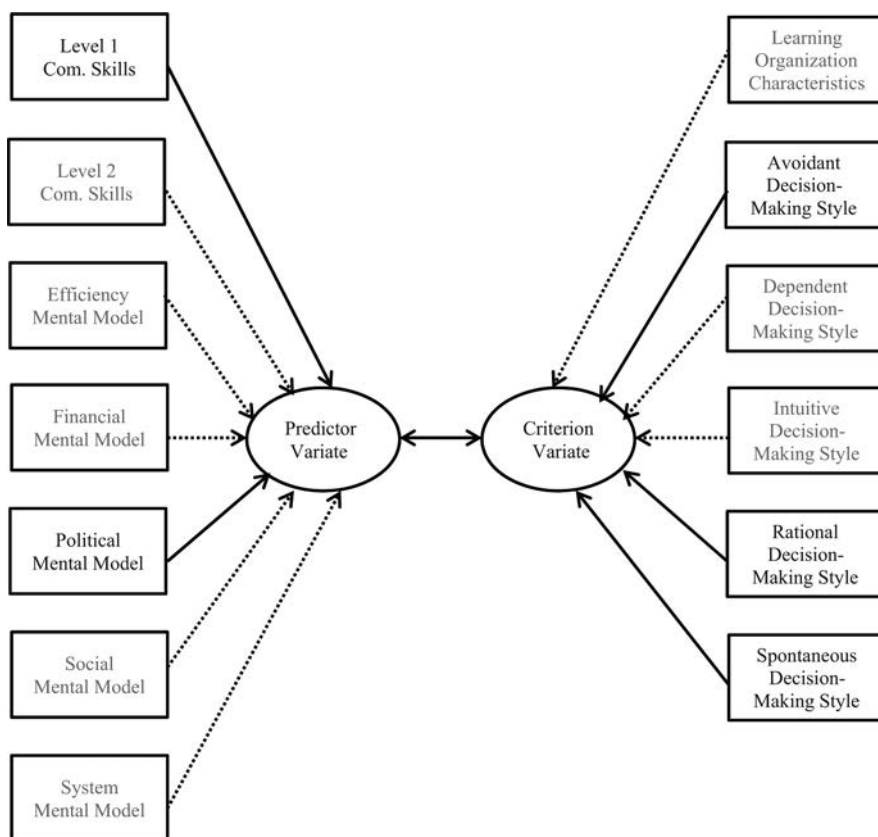 Level 1
Com. Skills
Level 2
Com. Skills
Efficiency
Mental Model
Financial
Mental Model
Political
Mental Model
Social
Mental Model
System
Mental Model
Predictor
Variate
Criterion
Variate
Learning
Organization
Characteristics
Avoidant
Decision-
Making Style
Dependent
Decision-
Making Style
Intuitive
Decision-
Making Style
Rational
Decision-
Making Style
Spontaneous
Decision-
Making Style